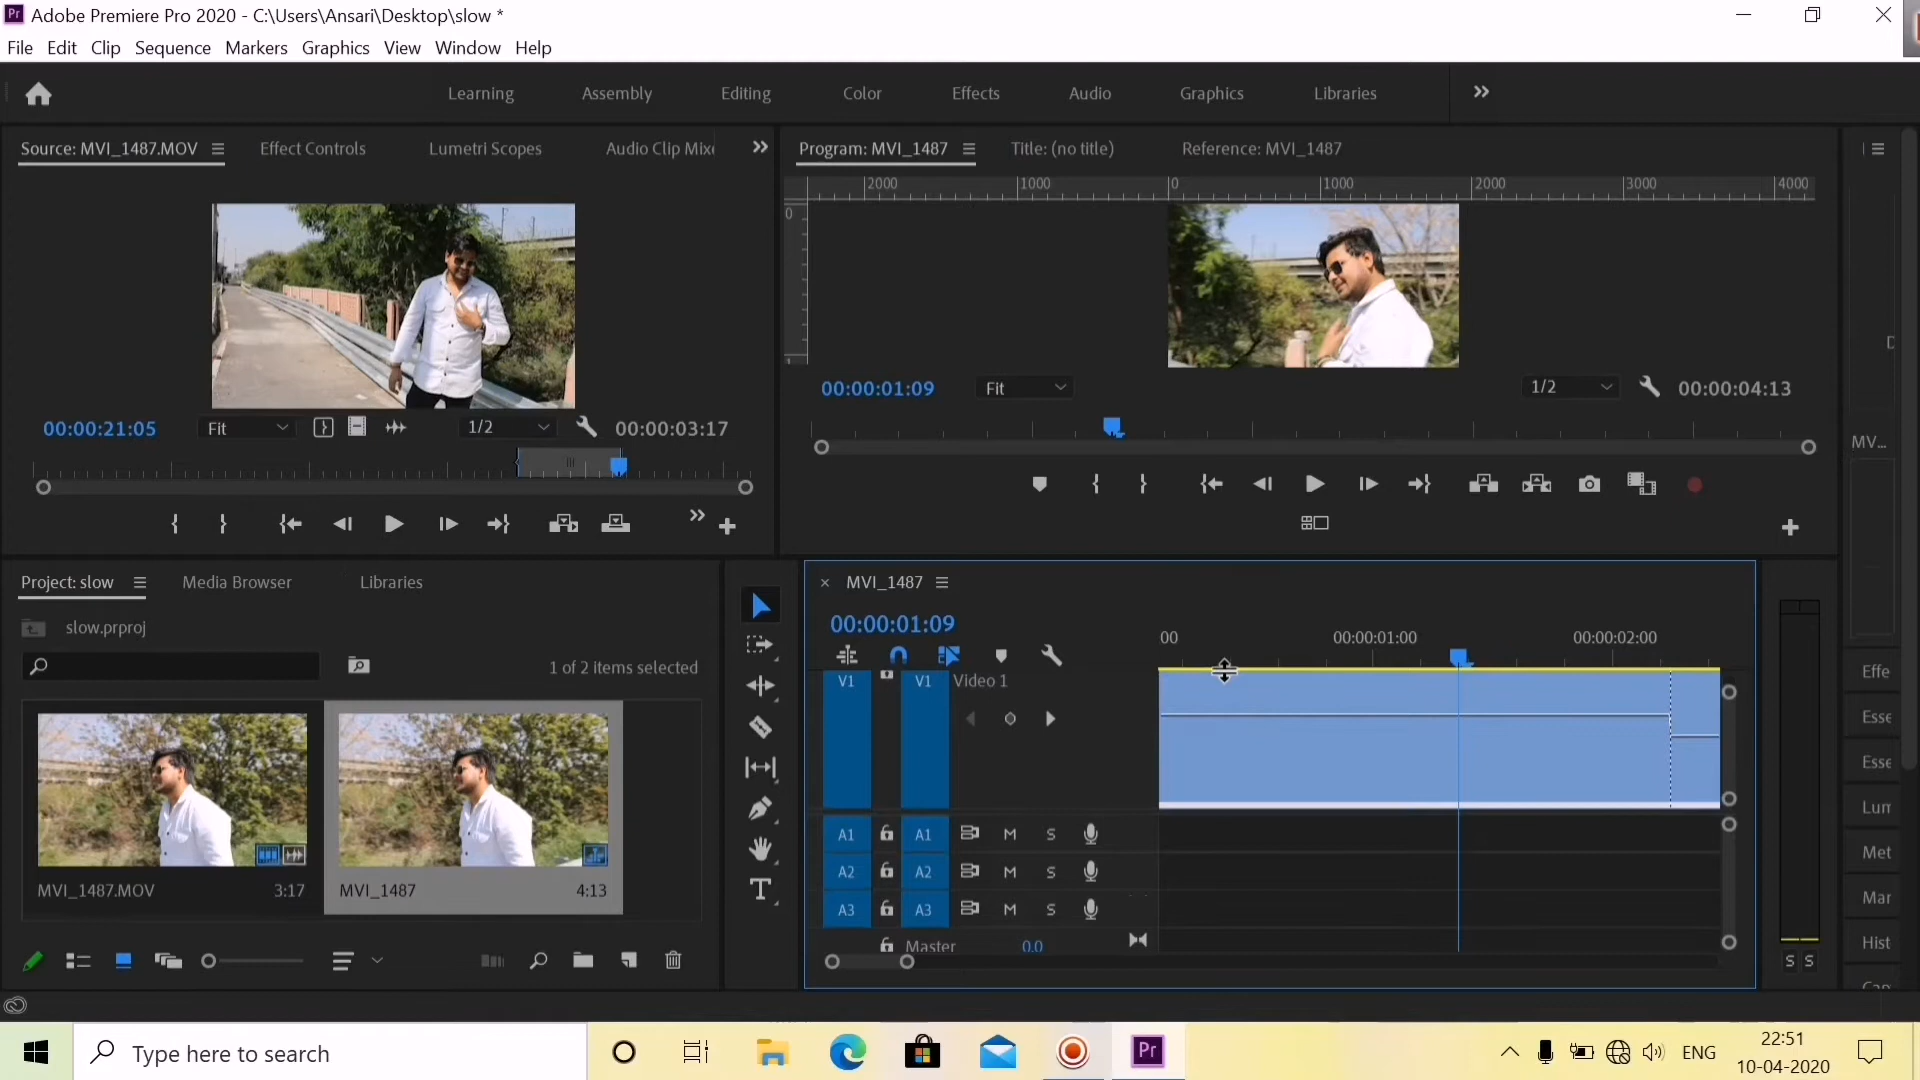 Adobe Premiere Pro 2020 - C:\Users\Ansari\Desktop\slow *
File Edit Clip Sequence Markers Graphics View Window Help
Learning Assembly Editing Color Effects Audio Graphics Libraries
Source: MVI_1487.MOV Effect Controls Lumetri Scopes Audio Clip Mixe
Program: MVI_1487 Title: (no title) Reference: MVI_1487
2000 1000 0 1000 2000 3000 4000
0
1
00:00:21:05 Fit 1/2 00:00:03:17
00:00:01:09 Fit 1/2 00:00:04:13
MV...
Project: slow Media Browser Libraries
slow.prproj
1 of 2 items selected
MVI_1487.MOV 3:17
MVI_1487 4:13
MVI_1487
00:00:01:09
00 00:00:01:00 00:00:02:00
V1 V1 Video 1
A1 A1 M S
A2 A2 M S
A3 A3 M S
Master 0.0
S S
Effe
Esse
Esse
Lum
Met
Mar
Hist
Type here to search
Pr
ENG
22:51
10-04-2020